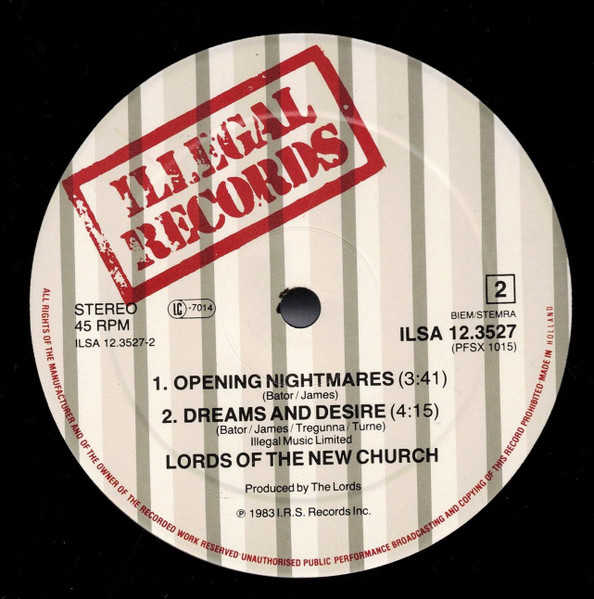 ILLEGAL
RECORDS
STEREO
45 RPM
ILSA 12.3527-2
LC-7014
2
BIEM/STEMRA
ILSA 12.3527
(PFSX 1015)
1. OPENING NIGHTMARES (3:41)
(Bator/James)
2. DREAMS AND DESIRE (4:15)
(Bator/James/Tregunna/Turne)
Illegal Music Limited
LORDS OF THE NEW CHURCH
Produced by The Lords
℗ 1983 I.R.S. Records Inc.
ALL RIGHTS OF THE MANUFACTURER AND OF THE OWNER OF THE RECORDED WORK RESERVED·UNAUTHORISED PUBLIC PERFORMANCE BROADCASTING AND COPYING OF THIS RECORD PROHIBITED·MADE IN HOLLAND